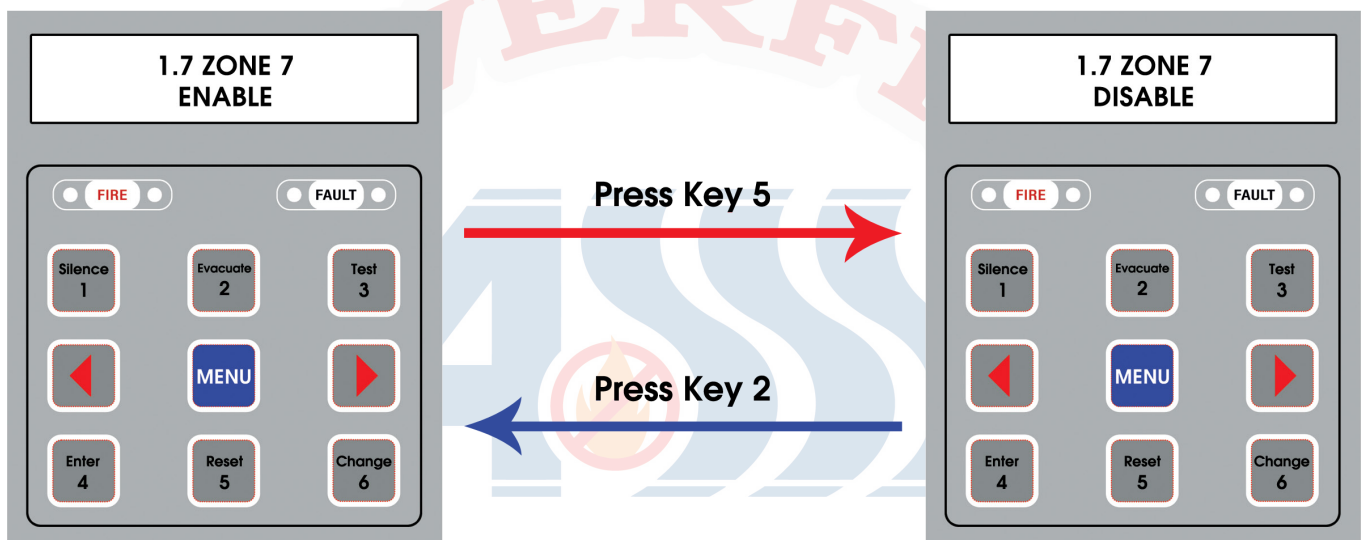 1.7 ZONE 7
ENABLE
FIRE
FAULT
Silence
1
Evacuate
2
Test
3
MENU
Enter
4
Reset
5
Change
6
Press Key 5
Press Key 2
1.7 ZONE 7
DISABLE
FIRE
FAULT
Silence
1
Evacuate
2
Test
3
MENU
Enter
4
Reset
5
Change
6